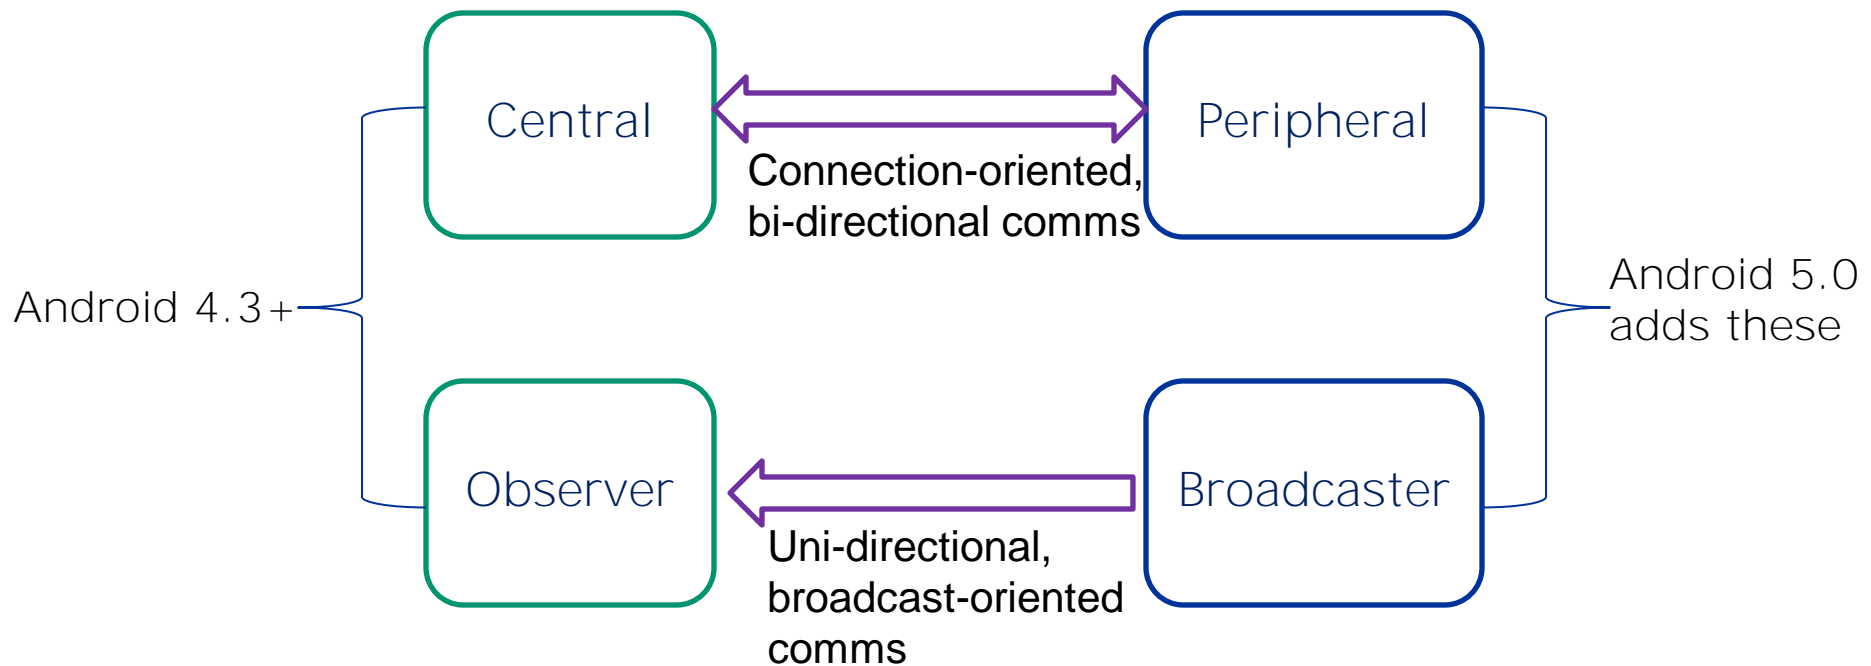 Central
Peripheral
Connection-oriented,
bi-directional comms
Android 4.3+
Android 5.0
adds these
Observer
Broadcaster
Uni-directional,
broadcast-oriented
comms